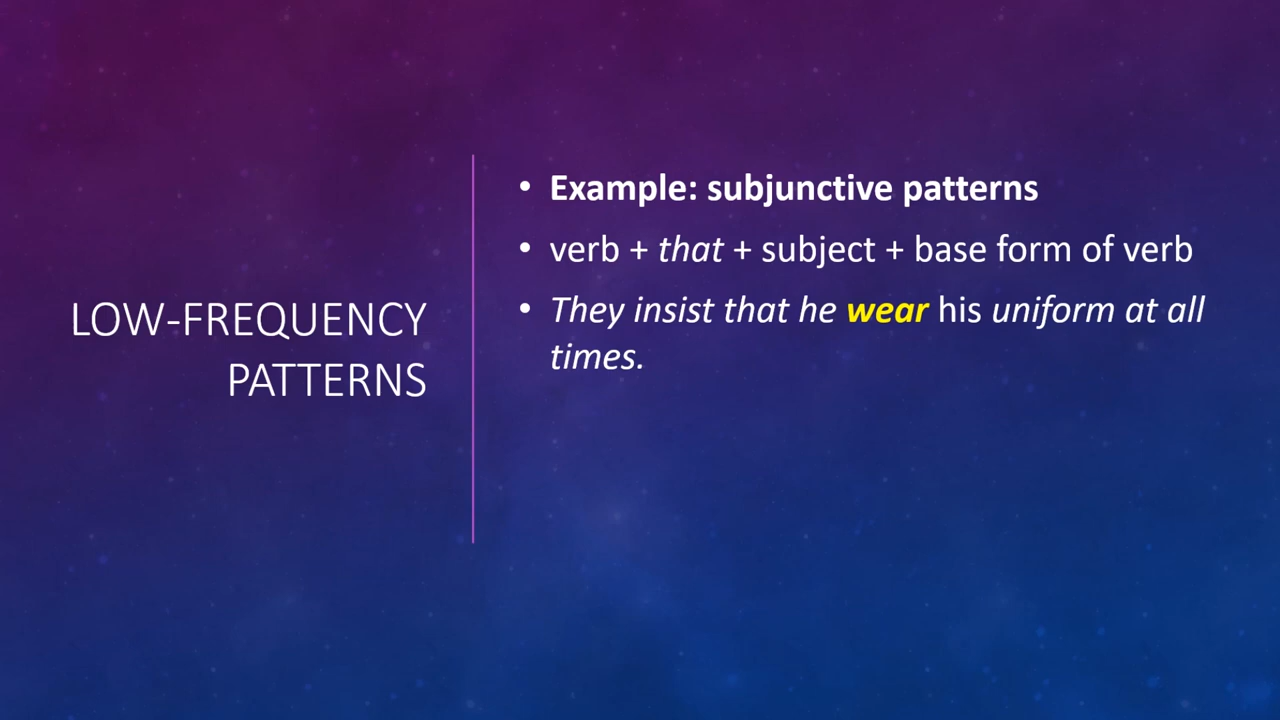 LOW-FREQUENCY
PATTERNS
• Example: subjunctive patterns
• verb + that + subject + base form of verb
• They insist that he wear his uniform at all
times.